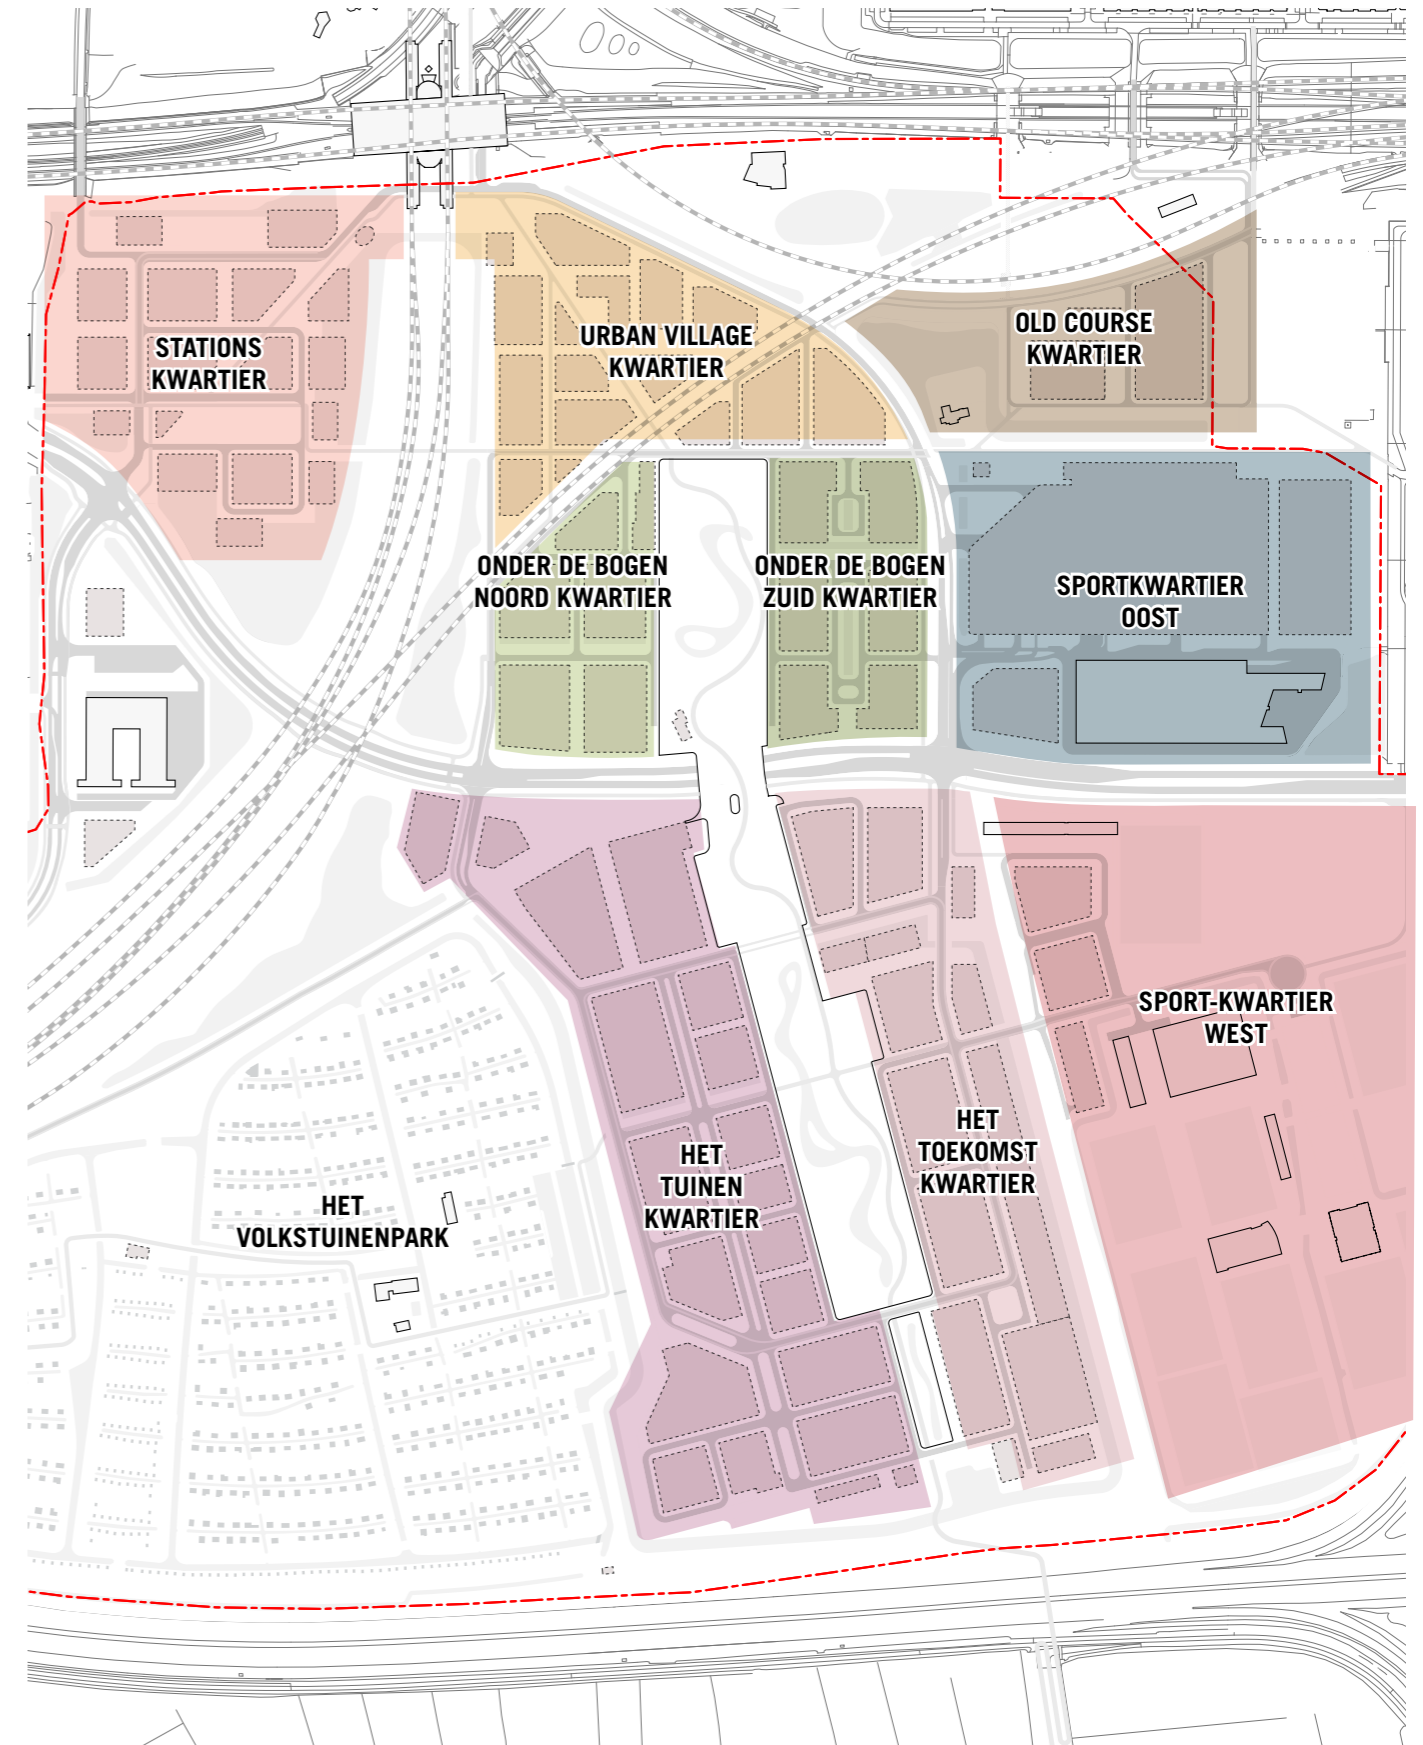 STATIONS
KWARTIER
URBAN VILLAGE
KWARTIER
OLD COURSE
KWARTIER
ONDER DE BOGEN
NOORD KWARTIER
ONDER DE BOGEN
ZUID KWARTIER
SPORTKWARTIER
OOST
SPORT-KWARTIER
WEST
HET
TOEKOMST
KWARTIER
HET
TUINEN
KWARTIER
HET
VOLKSTUINENPARK